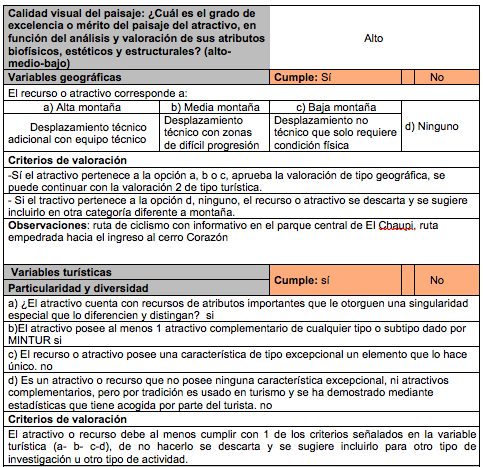 Calidad visual del paisaje: ¿Cuál es el grado de
excelencia o mérito del paisaje del atractivo, en
función del análisis y valoración de sus atributos
biofísicos, estéticos y estructurales? (alto-
medio-bajo)
Alto
Variables geográficas
Cumple: Sí
No
El recurso o atractivo corresponde a:
a) Alta montaña
b) Media montaña
c) Baja montaña
d) Ninguno
Desplazamiento técnico
adicional con equipo técnico
Desplazamiento
técnico con zonas
de difícil progresión
Desplazamiento no
técnico que solo requiere
condición física
Criterios de valoración
-Sí el atractivo pertenece a la opción a, b o c, aprueba la valoración de tipo geográfica, se
puede continuar con la valoración 2 de tipo turística.
- Si el tractivo pertenece a la opción d, ninguno, el recurso o atractivo se descarta y se sugiere
incluirlo en otra categoría diferente a montaña.
Observaciones: ruta de ciclismo con informativo en el parque central de El Chaupi, ruta
empedrada hacia el ingreso al cerro Corazón
Variables turísticas
Particularidad y diversidad
Cumple: sí
No
a) ¿El atractivo cuenta con recursos de atributos importantes que le otorguen una singularidad
especial que lo diferencien y distingan? si
b)El atractivo posee al menos 1 atractivo complementario de cualquier tipo o subtipo dado por
MINTUR si
c) El recurso o atractivo posee una característica de tipo excepcional un elemento que lo hace
único. no
d) Es un atractivo o recurso que no posee ninguna característica excepcional, ni atractivos
complementarios, pero por tradición es usado en turismo y se ha demostrado mediante
estadísticas que tiene acogida por parte del turista. no
Criterios de valoración
El atractivo o recurso debe al menos cumplir con 1 de los criterios señalados en la variable
turística (a- b- c-d), de no hacerlo se descarta y se sugiere incluirlo para otro tipo de
investigación u otro tipo de actividad.